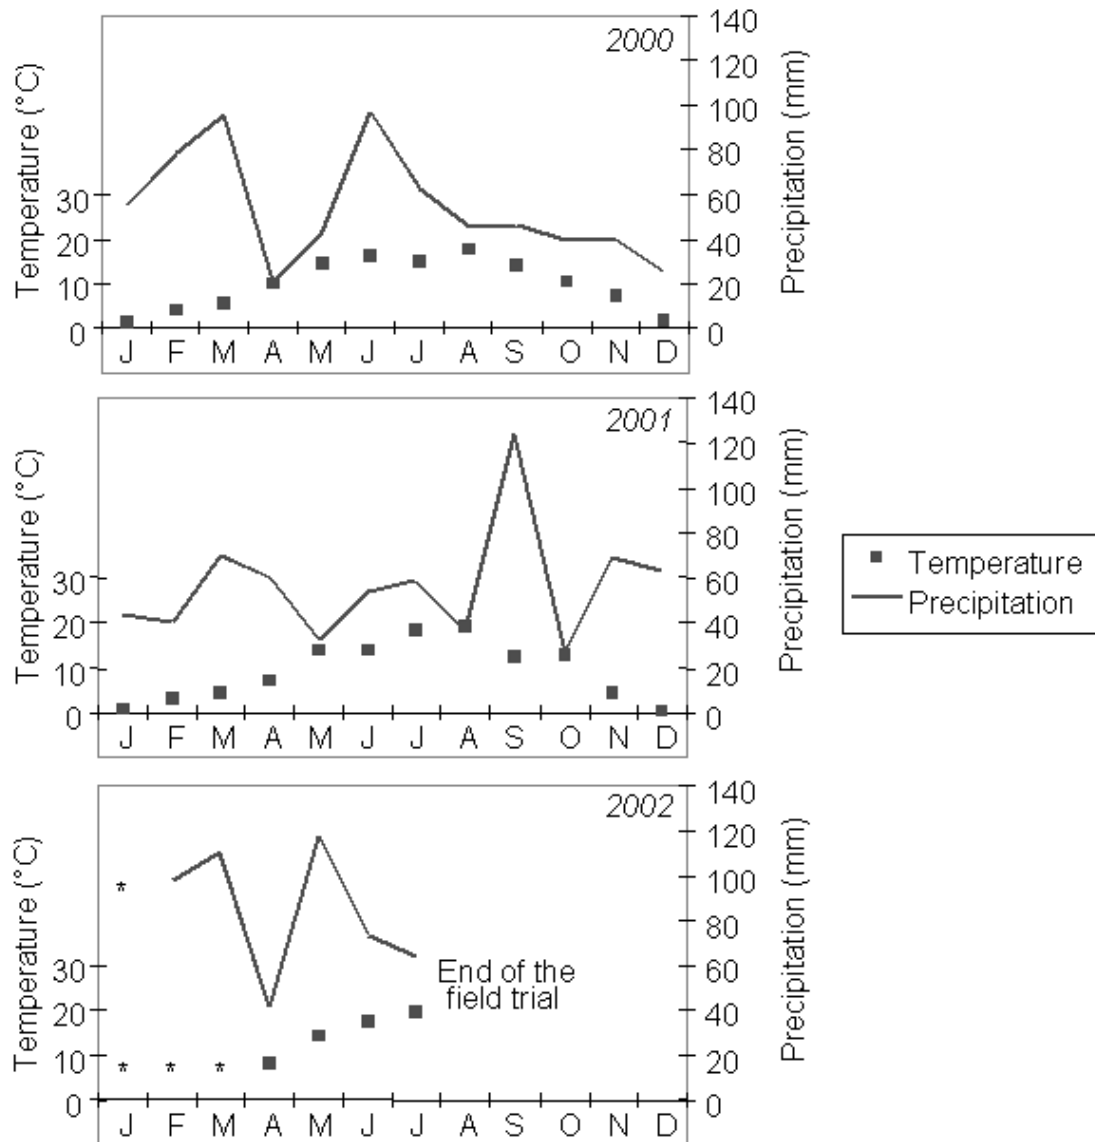 2000
Temperature (°C)
30
20
10
0
140
120
100
80
60
40
20
0
Precipitation (mm)
J F M A M J J A S O N D
2001
Temperature (°C)
30
20
10
0
140
120
100
80
60
40
20
0
Precipitation (mm)
J F M A M J J A S O N D
Temperature
Precipitation
2002
Temperature (°C)
30
20
10
0
140
120
100
80
60
40
20
0
Precipitation (mm)
*
* * *
End of the
field trial
J F M A M J J A S O N D